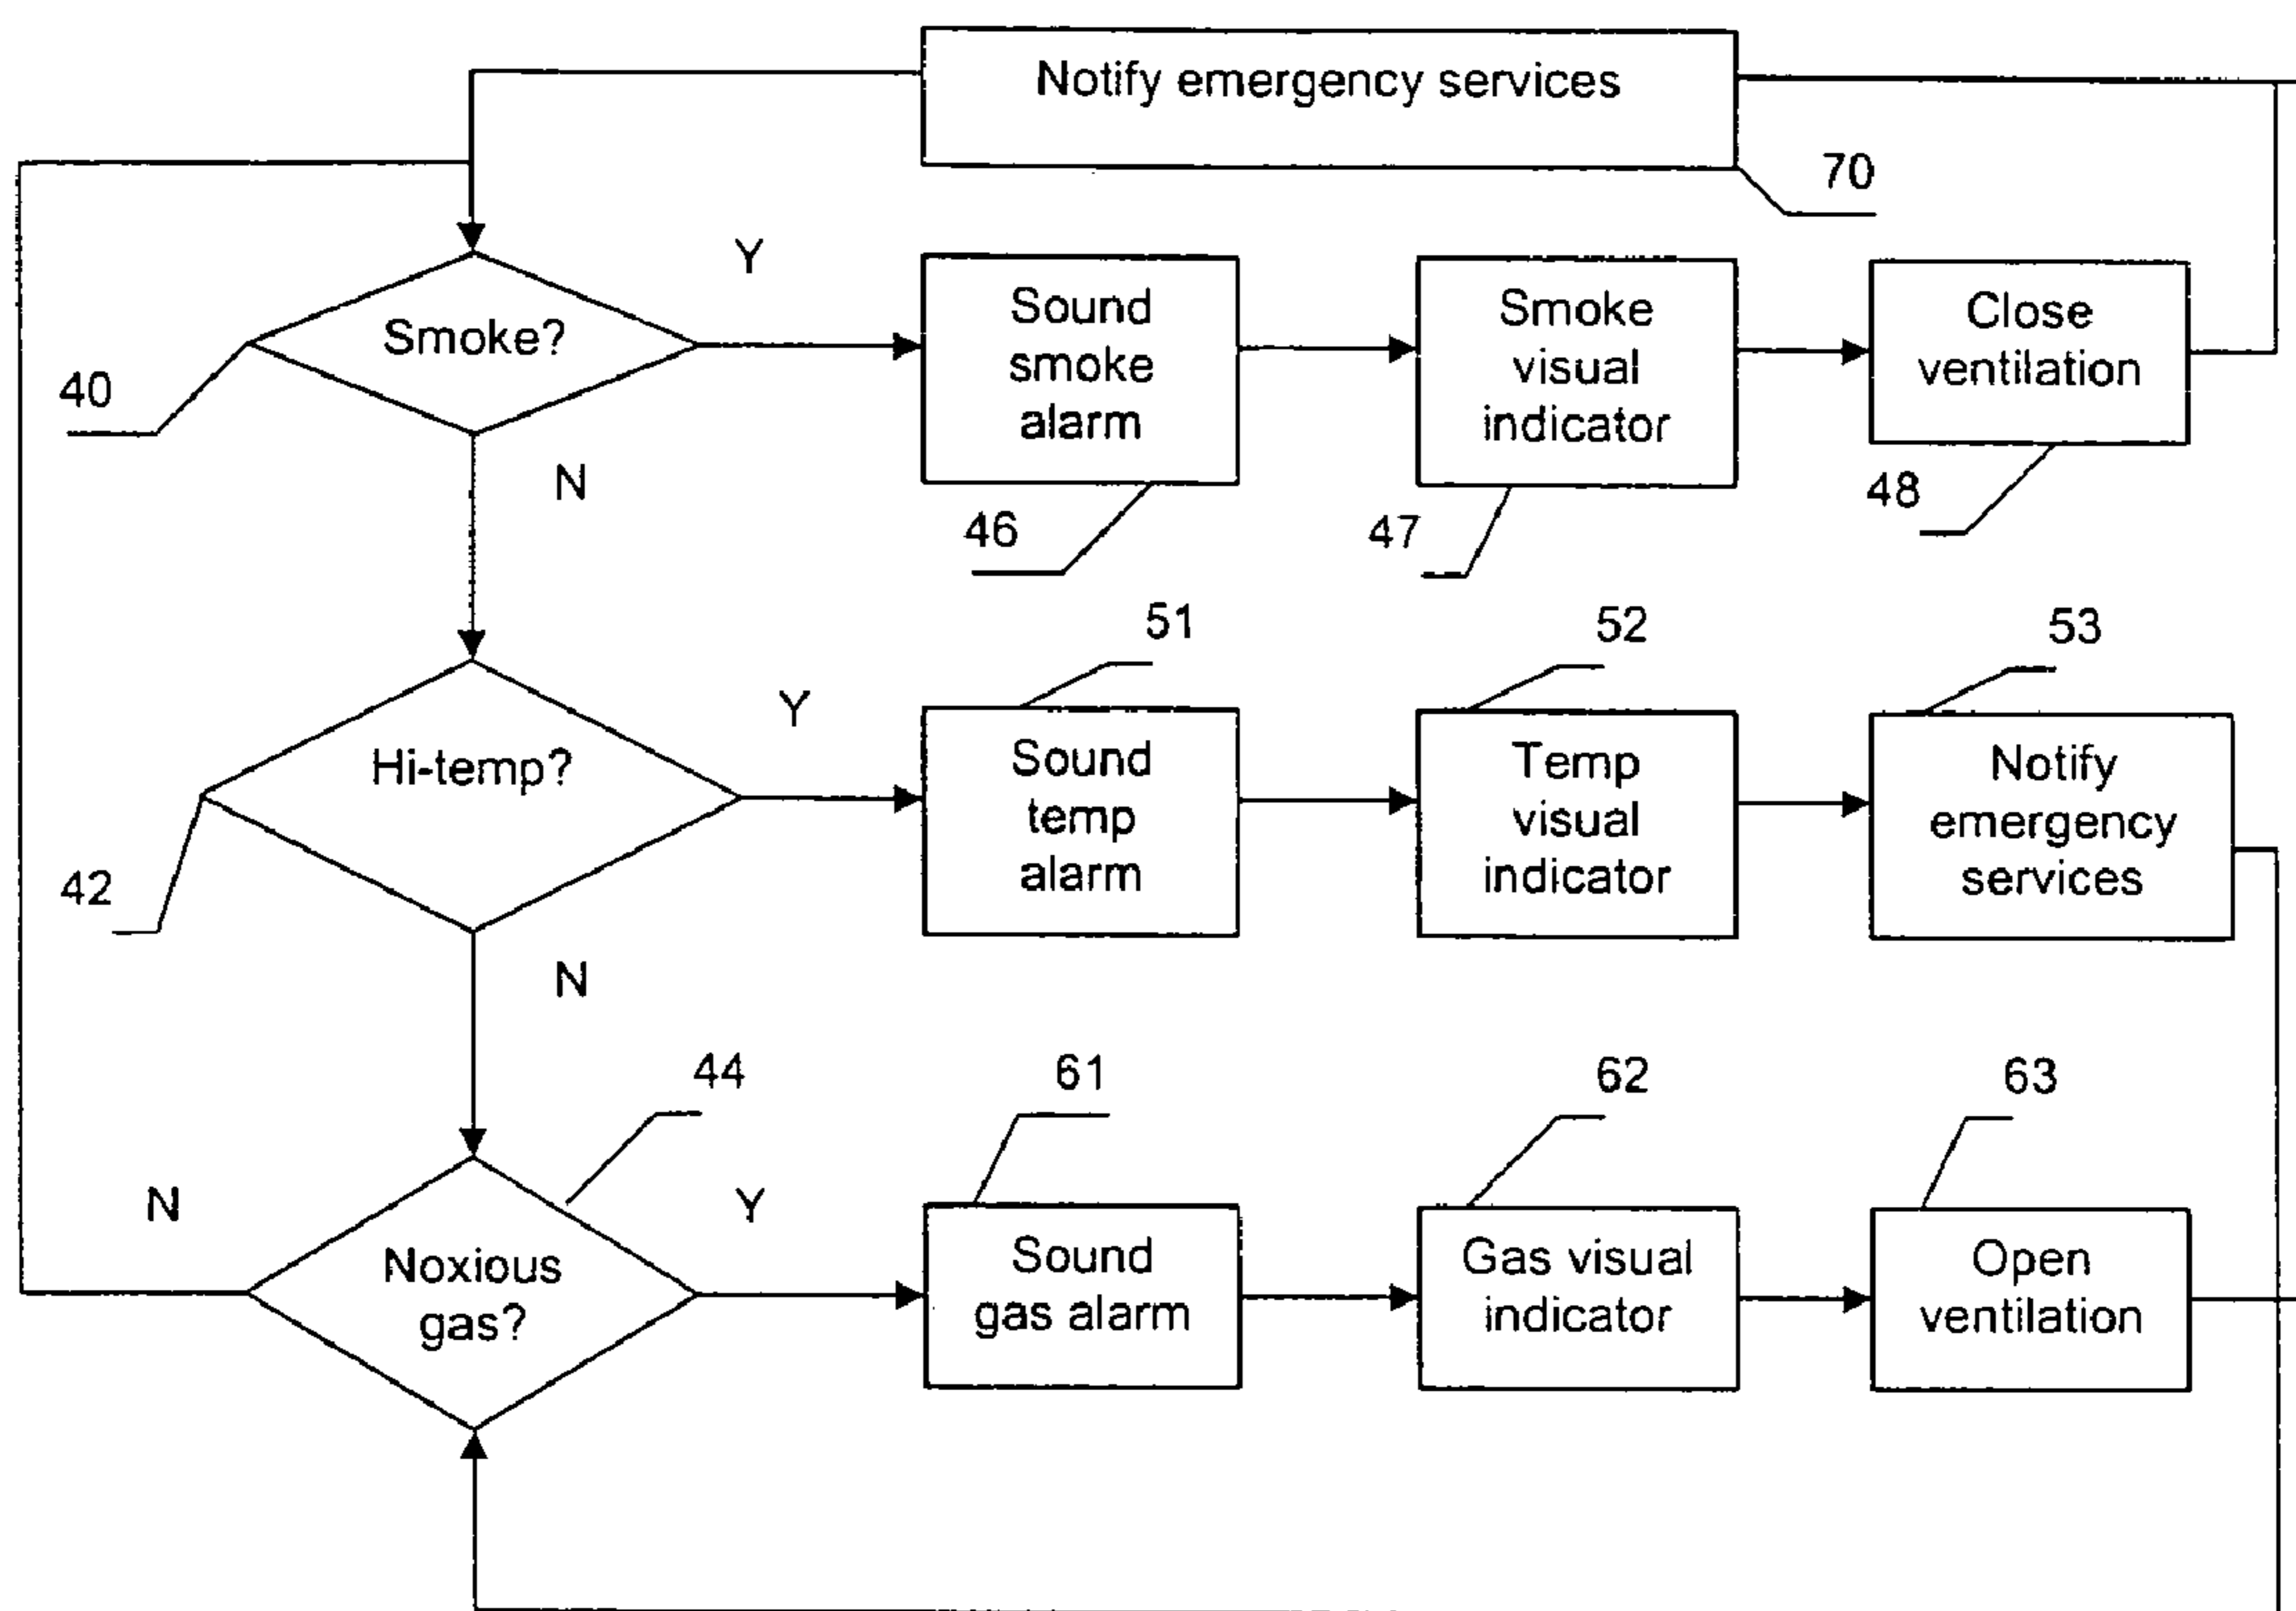 Notify emergency services
70
Y
Smoke?
Sound
smoke
alarm
Smoke
visual
indicator
Close
ventilation
40
N
46
47
48
51
52
53
Y
Hi-temp?
Sound
temp
alarm
Temp
visual
indicator
Notify
emergency
services
42
N
44
61
62
63
N
Y
Noxious
gas?
Sound
gas alarm
Gas visual
indicator
Open
ventilation